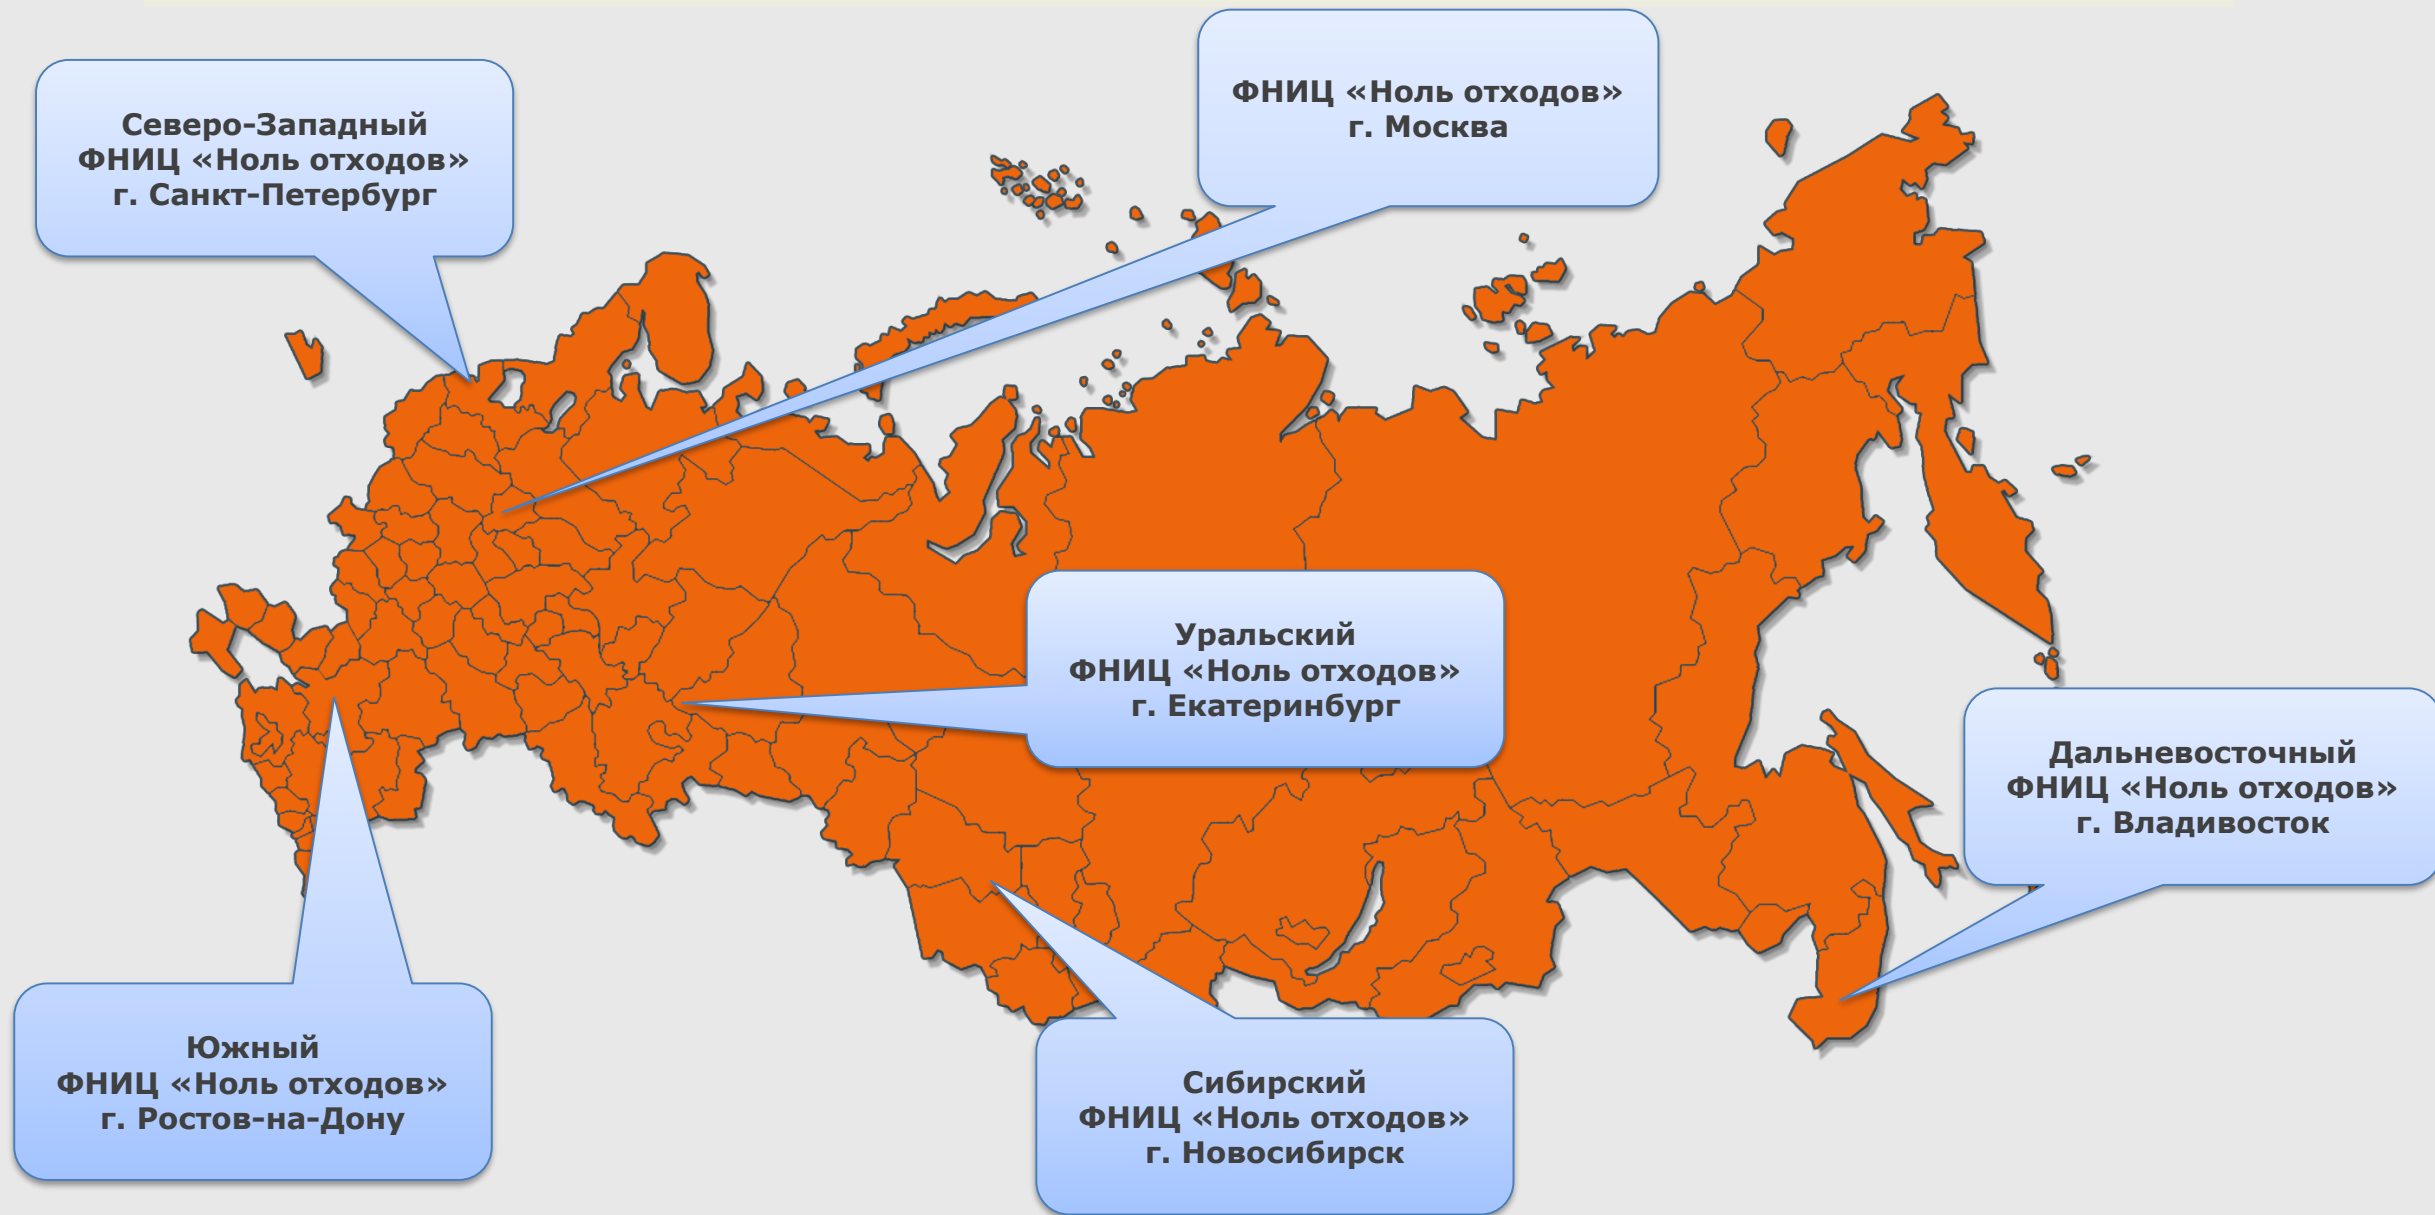 Северо-Западный
ФНИЦ «Ноль отходов»
г. Санкт-Петербург
ФНИЦ «Ноль отходов»
г. Москва
Уральский
ФНИЦ «Ноль отходов»
г. Екатеринбург
Дальневосточный
ФНИЦ «Ноль отходов»
г. Владивосток
Южный
ФНИЦ «Ноль отходов»
г. Ростов-на-Дону
Сибирский
ФНИЦ «Ноль отходов»
г. Новосибирск